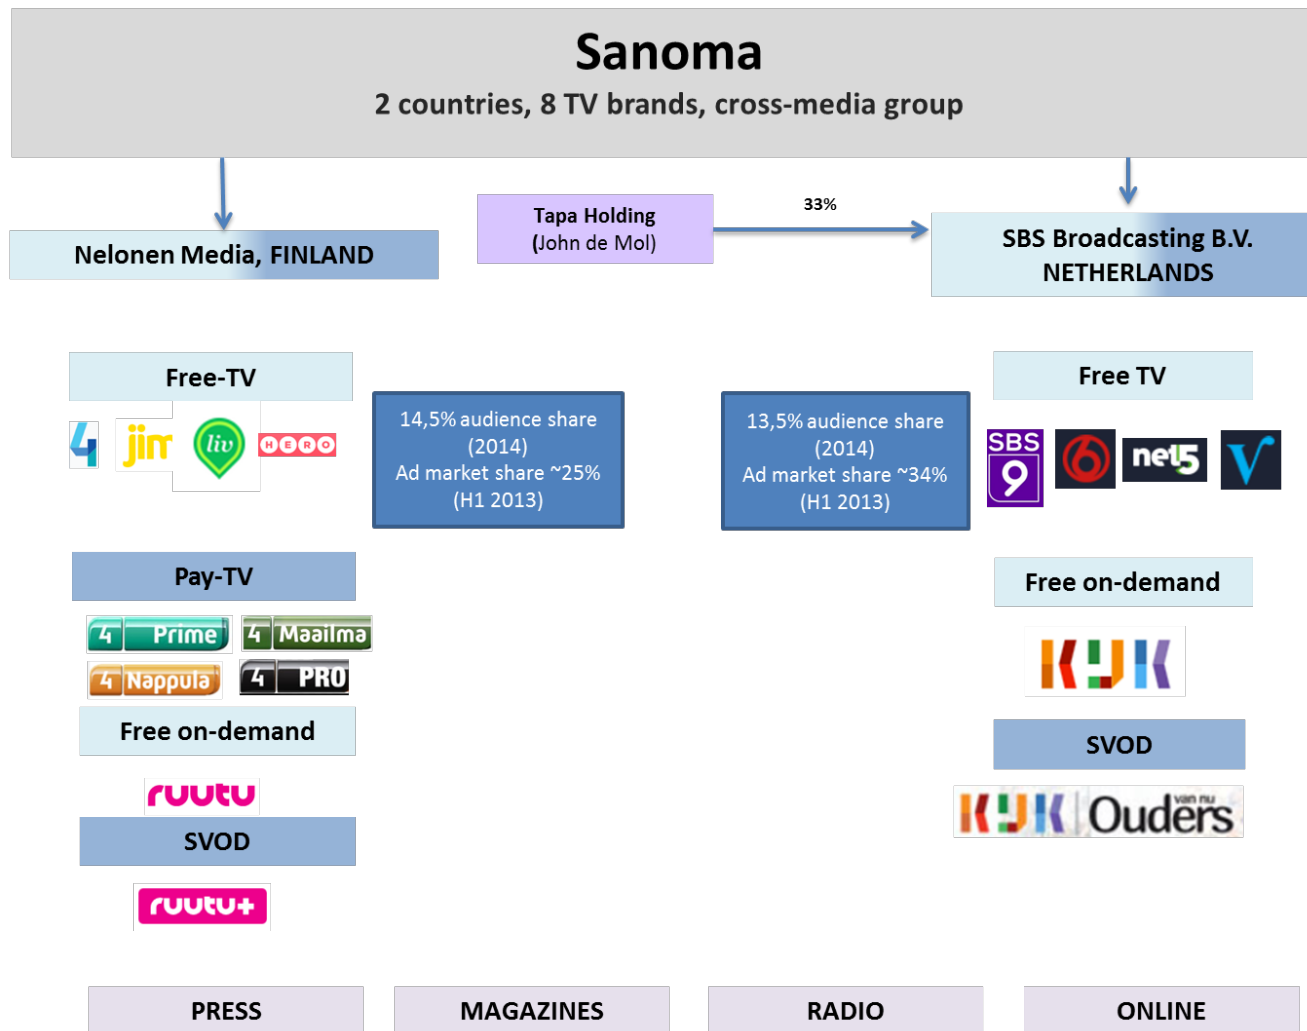 Sanoma
2 countries, 8 TV brands, cross-media group
Tapa Holding
(John de Mol)
33%
Nelonen Media, FINLAND
SBS Broadcasting B.V.
NETHERLANDS
Free-TV
4
jim
liv
HERO
14,5% audience share
(2014)
Ad market share ~25%
(H1 2013)
13,5% audience share
(2014)
Ad market share ~34%
(H1 2013)
Free TV
SBS
9
6
net5
V
Pay-TV
4 Prime
4 Maailma
4 Nappula
4 PRO
Free on-demand
ruutu
SVOD
ruutu+
Free on-demand
KIJK
SVOD
KIJK Ouders
van nu
PRESS
MAGAZINES
RADIO
ONLINE